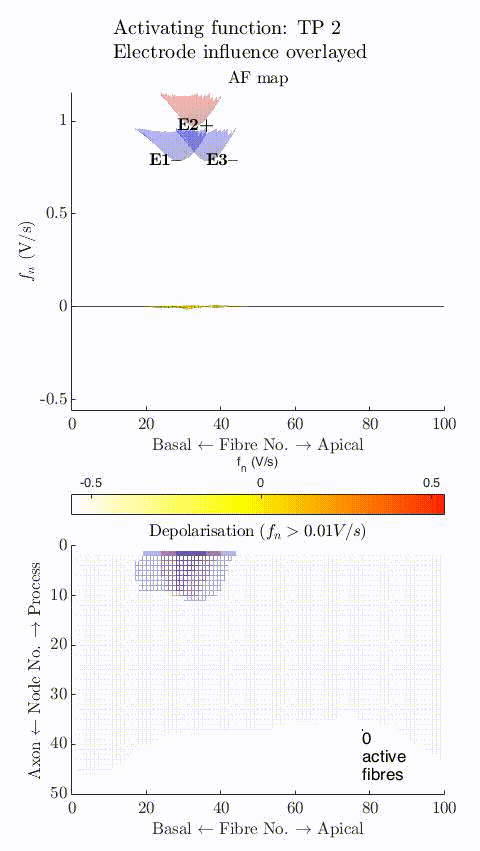 Activating function: TP 2
Electrode influence overlayed
AF map
1
0.5
0
-0.5
f_n (V/s)
E2+
E1− E3−
0 20 40 60 80 100
Basal ← Fibre No. → Apical
f_n (V/s)
-0.5 0 0.5
Depolarisation (f_n > 0.01V/s)
0
10
20
30
40
50
Axon ← Node No. → Process
0
active
fibres
0 20 40 60 80 100
Basal ← Fibre No. → Apical